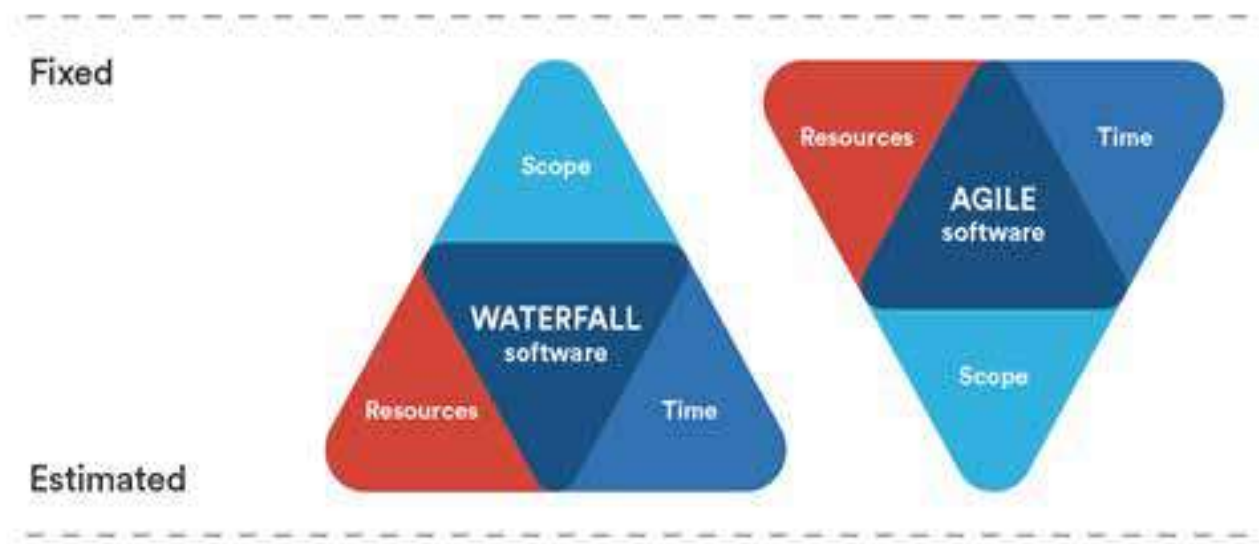 Fixed
Scope
WATERFALL
software
Resources
Time
Resources
Time
AGILE
software
Scope
Estimated